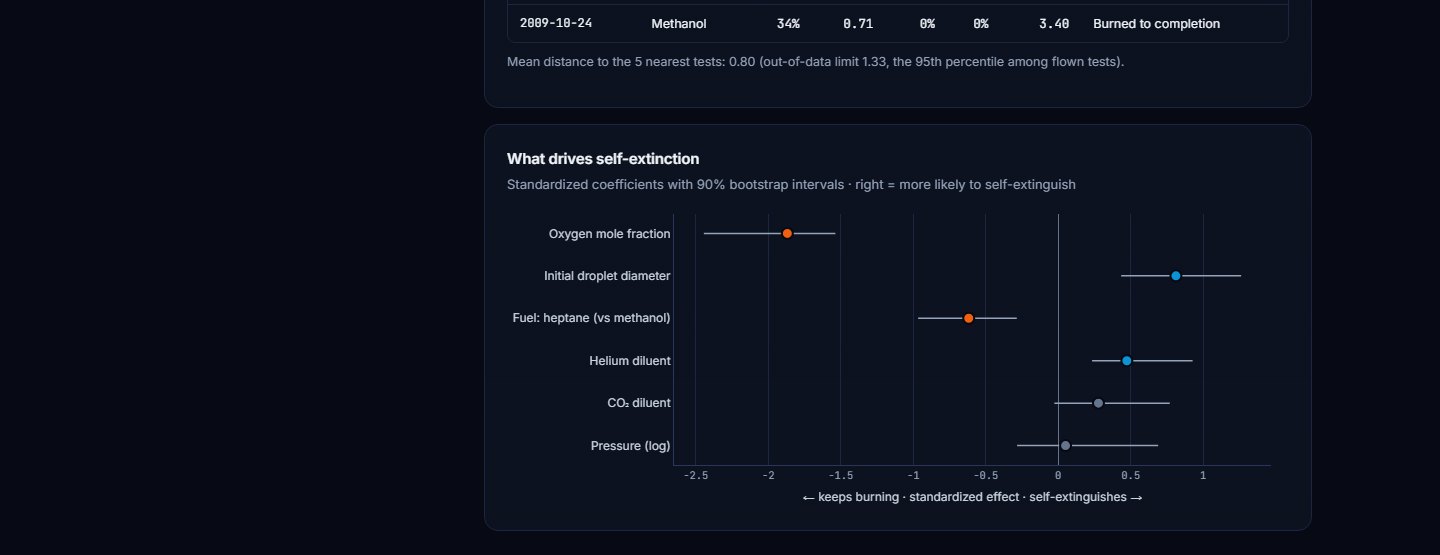 2009-10-24 Methanol 34% 0.71 0% 0% 3.40 Burned to completion
Mean distance to the 5 nearest tests: 0.80 (out-of-data limit 1.33, the 95th percentile among flown tests).
What drives self-extinction
Standardized coefficients with 90% bootstrap intervals · right = more likely to self-extinguish
Oxygen mole fraction
Initial droplet diameter
Fuel: heptane (vs methanol)
Helium diluent
CO₂ diluent
Pressure (log)
-2.5 -2 -1.5 -1 -0.5 0 0.5 1
← keeps burning · standardized effect · self-extinguishes →